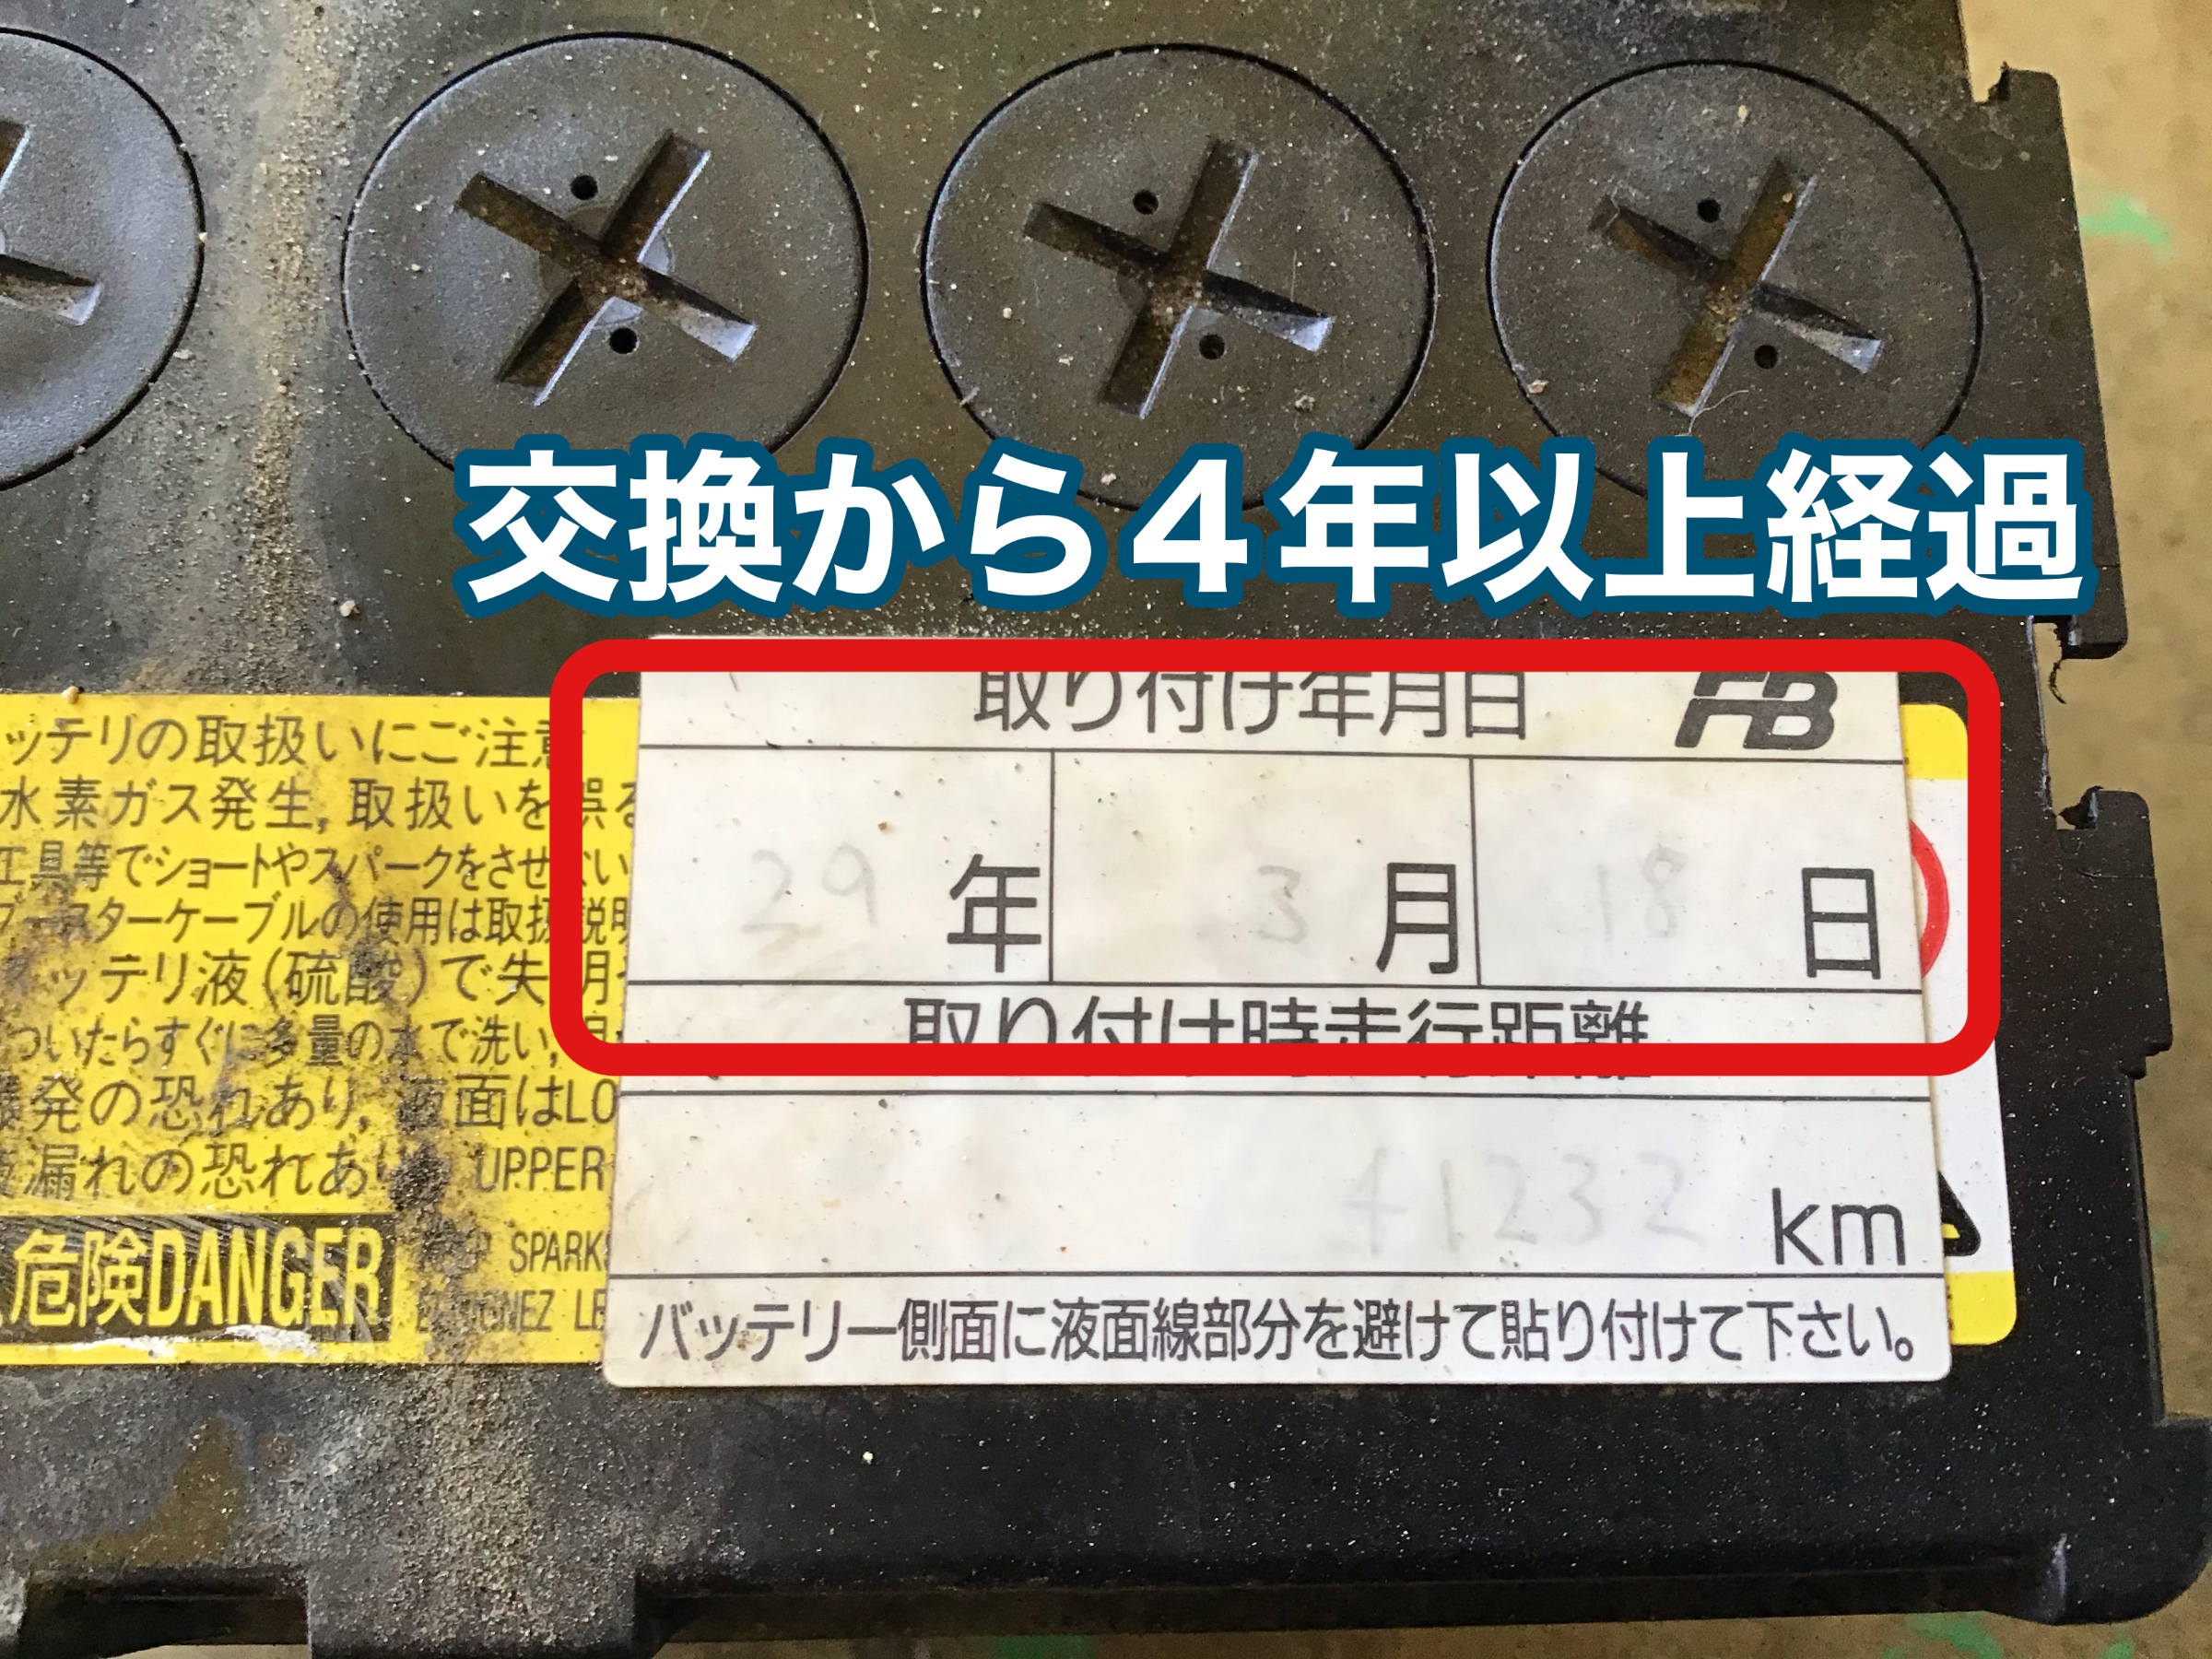 交換から4年以上経過
取り付け年月日 FB
29年 3月 18日
取り付け時走行距離
41232 km
バッテリー側面に液面線部分を避けて貼り付けて下さい。
ッテリの取扱いにご注意
水素ガス発生,取扱いを誤る
工具等でショートやスパークをさせない
ブースターケーブルの使用は取扱説明
ッテリ液(硫酸)で失明や
ついたらすぐに多量の水で洗い,
発の恐れあり,液面はLO
漏れの恐れあり UPPER
危険DANGER
SPARKS